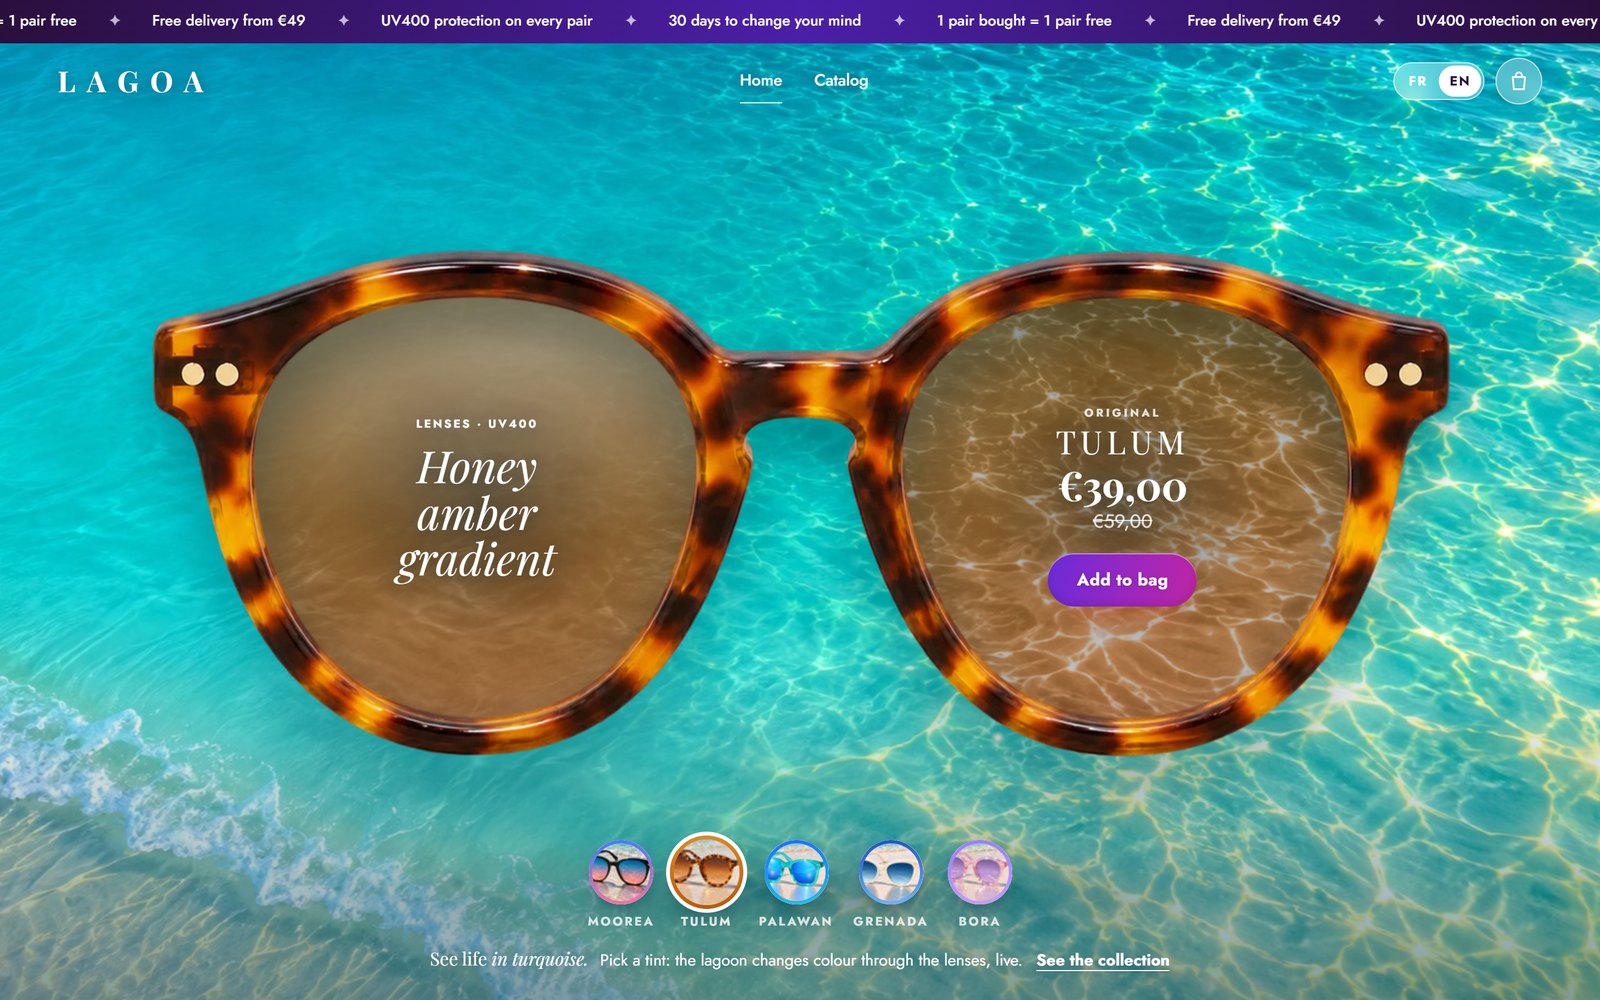 = 1 pair free ✦ Free delivery from €49 ✦ UV400 protection on every pair ✦ 30 days to change your mind ✦ 1 pair bought = 1 pair free ✦ Free delivery from €49 ✦ UV400 protection on every
LAGOA
Home
Catalog
FR
EN
LENSES · UV400
Honey
amber
gradient
ORIGINAL
TULUM
€39,00
€59,00
Add to bag
MOOREA
TULUM
PALAWAN
GRENADA
BORA
See life in turquoise. Pick a tint: the lagoon changes colour through the lenses, live. See the collection